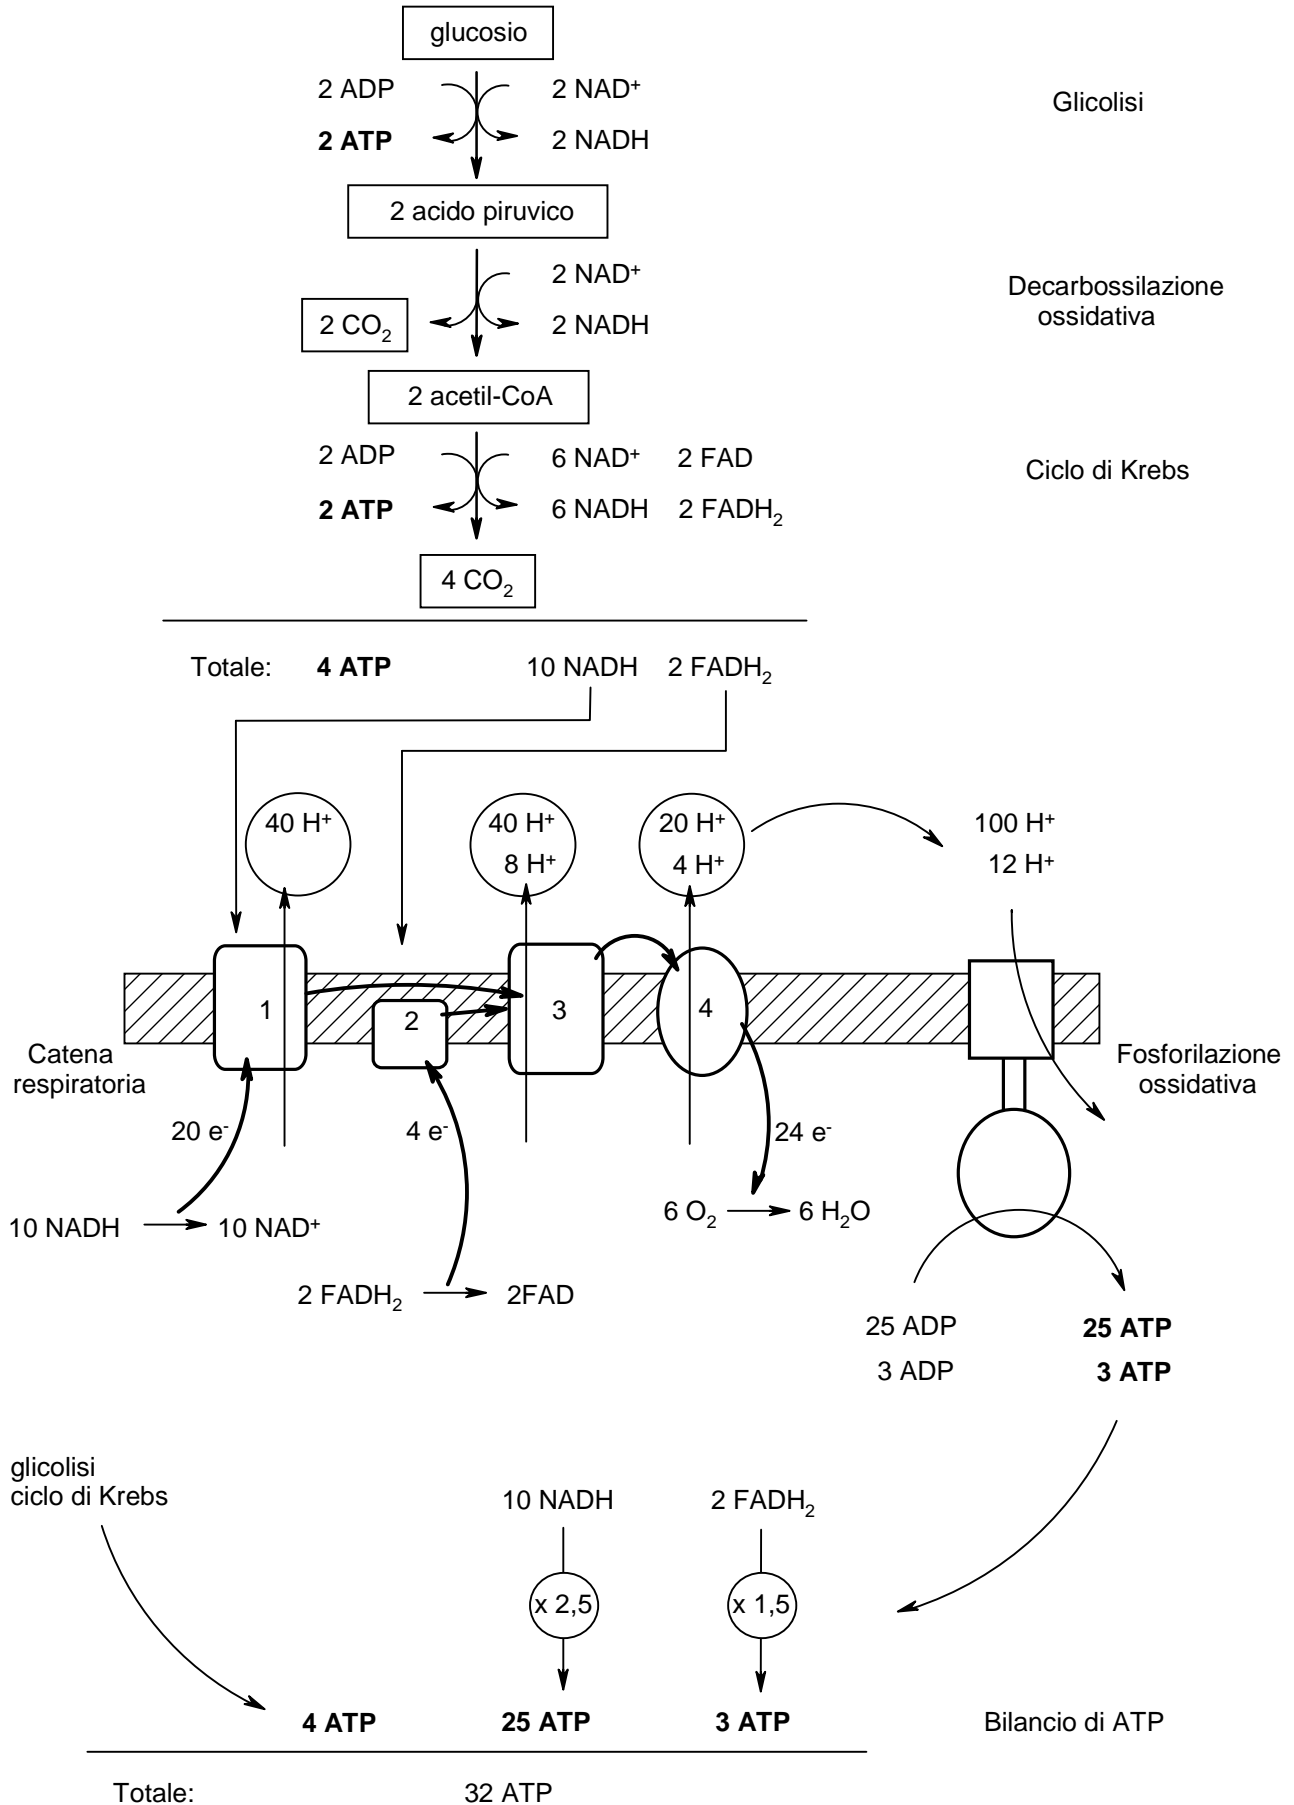 glucosio
2 ADP 2 NAD⁺ Glicolisi
2 ATP 2 NADH
2 acido piruvico
2 NAD⁺ Decarbossilazione
ossidativa
2 CO₂ 2 NADH
2 acetil-CoA
2 ADP 6 NAD⁺ 2 FAD Ciclo di Krebs
2 ATP 6 NADH 2 FADH₂
4 CO₂
Totale: 4 ATP 10 NADH 2 FADH₂
40 H⁺ 40 H⁺ 20 H⁺ 100 H⁺
8 H⁺ 4 H⁺ 12 H⁺
1 2 3 4
Catena
respiratoria
Fosforilazione
ossidativa
20 e⁻ 4 e⁻ 24 e⁻
10 NADH 10 NAD⁺ 6 O₂ 6 H₂O
2 FADH₂ 2FAD
25 ADP 25 ATP
3 ADP 3 ATP
glicolisi
ciclo di Krebs
10 NADH 2 FADH₂
x 2,5 x 1,5
4 ATP 25 ATP 3 ATP Bilancio di ATP
Totale: 32 ATP